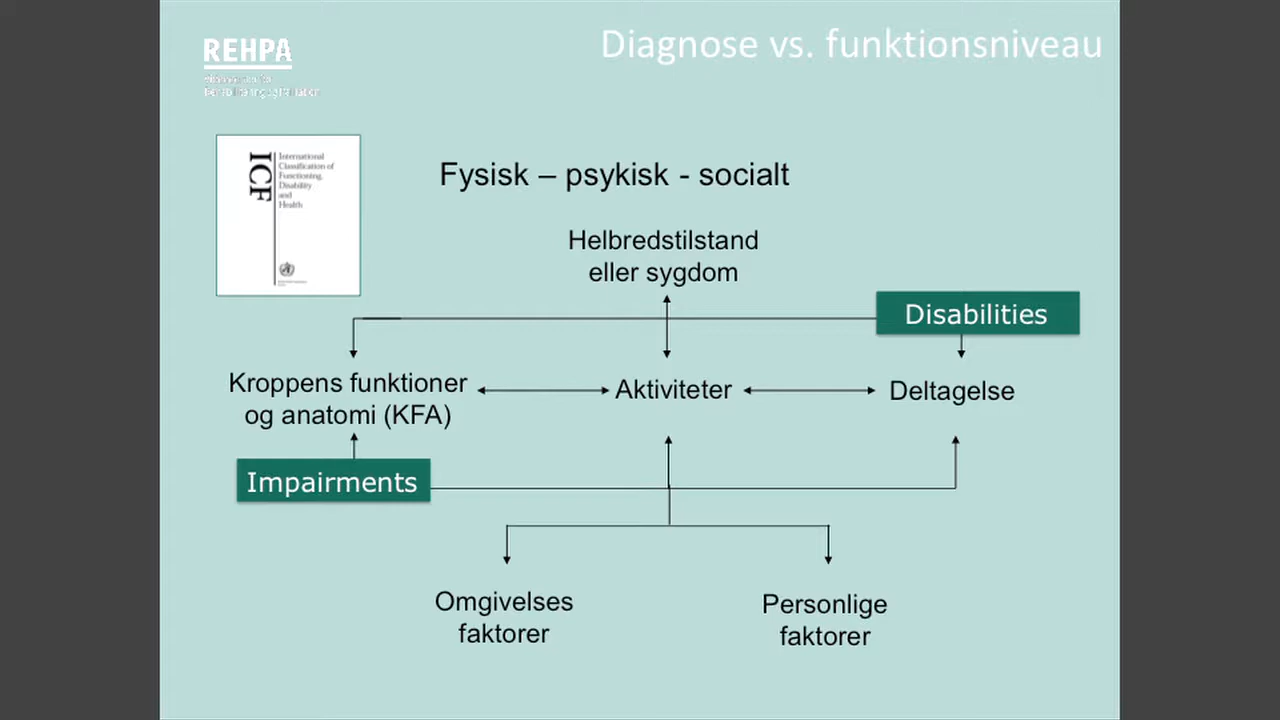 Diagnose vs. funktionsniveau
REHPA
ICF
International
Classification of
Functioning,
Disability
and
Health
Fysisk – psykisk - socialt
Helbredstilstand
eller sygdom
Disabilities
Kroppens funktioner
og anatomi (KFA)
Aktiviteter
Deltagelse
Impairments
Omgivelses
faktorer
Personlige
faktorer